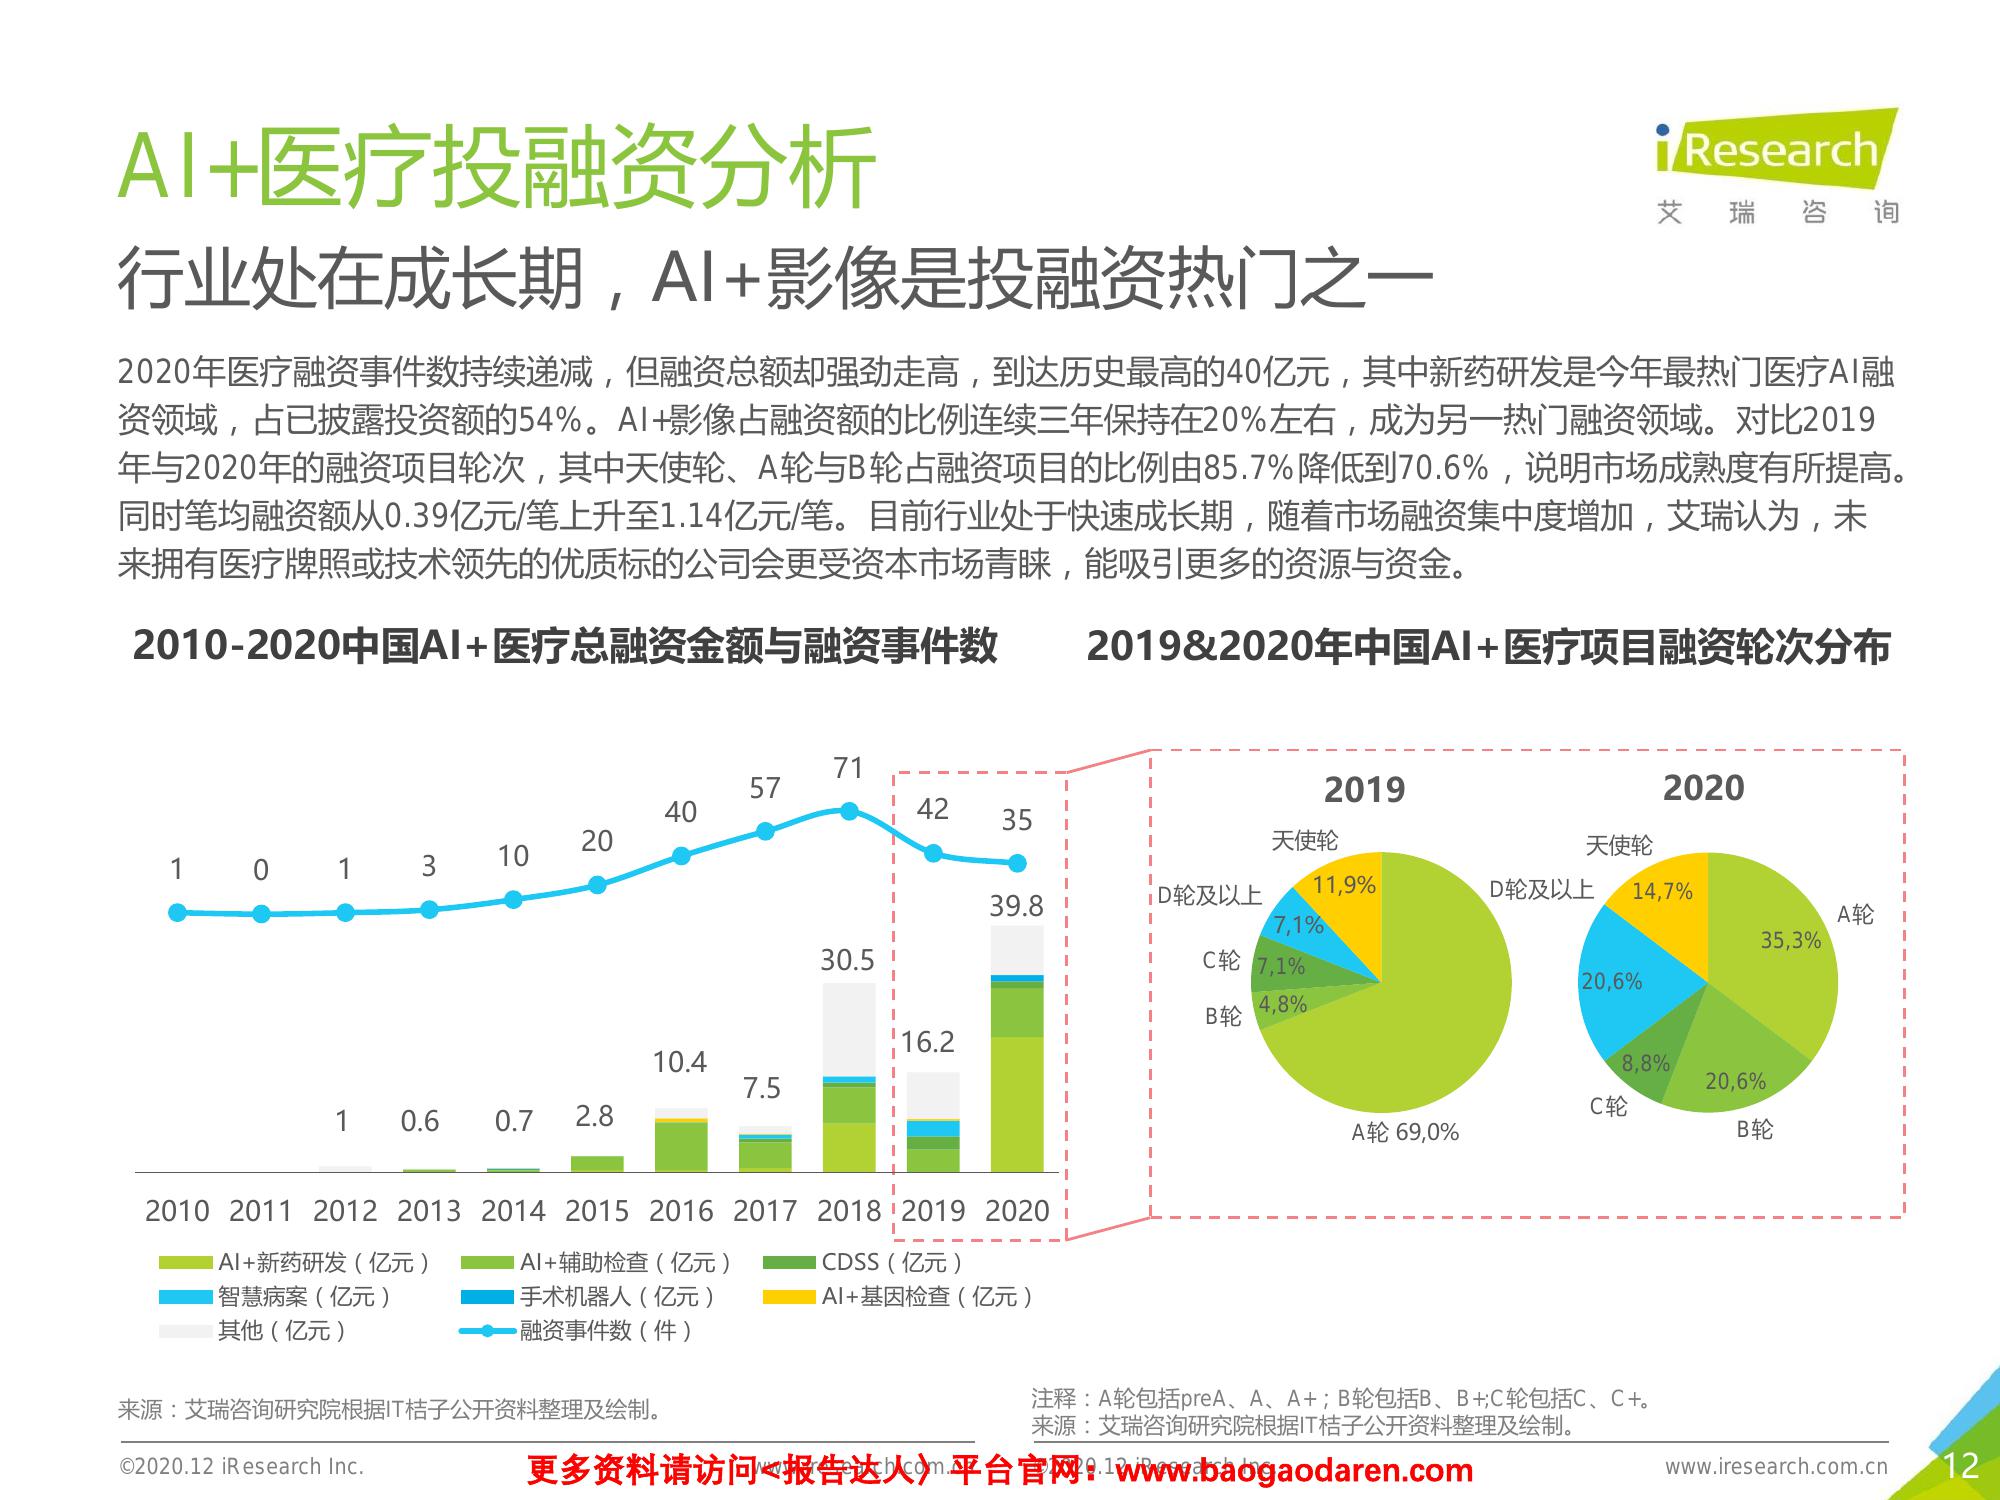 AI+医疗投融资分析
iResearch
艾 瑞 咨 询
行业处在成长期，AI+影像是投融资热门之一
2020年医疗融资事件数持续递减，但融资总额却强劲走高，到达历史最高的40亿元，其中新药研发是今年最热门医疗AI融
资领域，占已披露投资额的54%。AI+影像占融资额的比例连续三年保持在20%左右，成为另一热门融资领域。对比2019
年与2020年的融资项目轮次，其中天使轮、A轮与B轮占融资项目的比例由85.7%降低到70.6%，说明市场成熟度有所提高。
同时笔均融资额从0.39亿元/笔上升至1.14亿元/笔。目前行业处于快速成长期，随着市场融资集中度增加，艾瑞认为，未
来拥有医疗牌照或技术领先的优质标的公司会更受资本市场青睐，能吸引更多的资源与资金。
2010-2020中国AI+医疗总融资金额与融资事件数
1 0 1 3 10 20 40 57 71 42 35
1 0.6 0.7 2.8 10.4 7.5 30.5 16.2 39.8
2010 2011 2012 2013 2014 2015 2016 2017 2018 2019 2020
AI+新药研发（亿元） AI+辅助检查（亿元） CDSS（亿元）
智慧病案（亿元） 手术机器人（亿元） AI+基因检查（亿元）
其他（亿元） 融资事件数（件）
2019&2020年中国AI+医疗项目融资轮次分布
2019
天使轮
11,9%
D轮及以上
7,1%
C轮
7,1%
B轮
4,8%
A轮 69,0%
2020
天使轮
14,7%
D轮及以上
20,6%
A轮
35,3%
C轮
8,8%
B轮
20,6%
来源：艾瑞咨询研究院根据IT桔子公开资料整理及绘制。
注释：A轮包括preA、A、A+；B轮包括B、B+;C轮包括C、C+。
来源：艾瑞咨询研究院根据IT桔子公开资料整理及绘制。
©2020.12 iResearch Inc.
www.iresearch.com.cn
©2020.12 iResearch Inc.
更多资料请访问<报告达人〉平台官网：www.baogaodaren.com
www.iresearch.com.cn
12